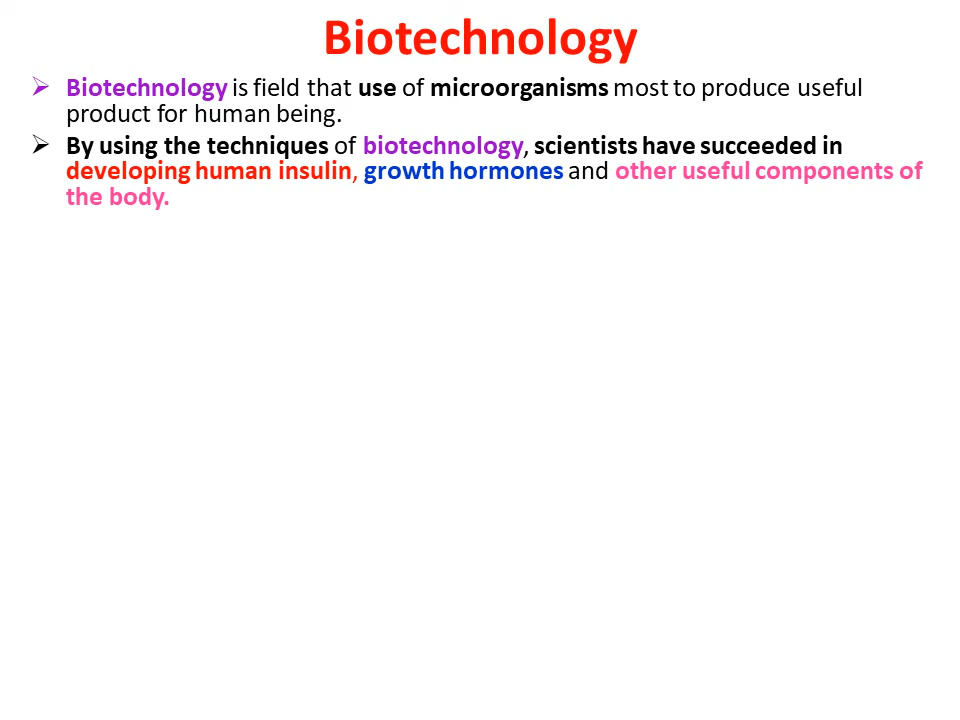 Biotechnology
➢ Biotechnology is field that use of microorganisms most to produce useful
product for human being.
➢ By using the techniques of biotechnology, scientists have succeeded in
developing human insulin, growth hormones and other useful components of
the body.